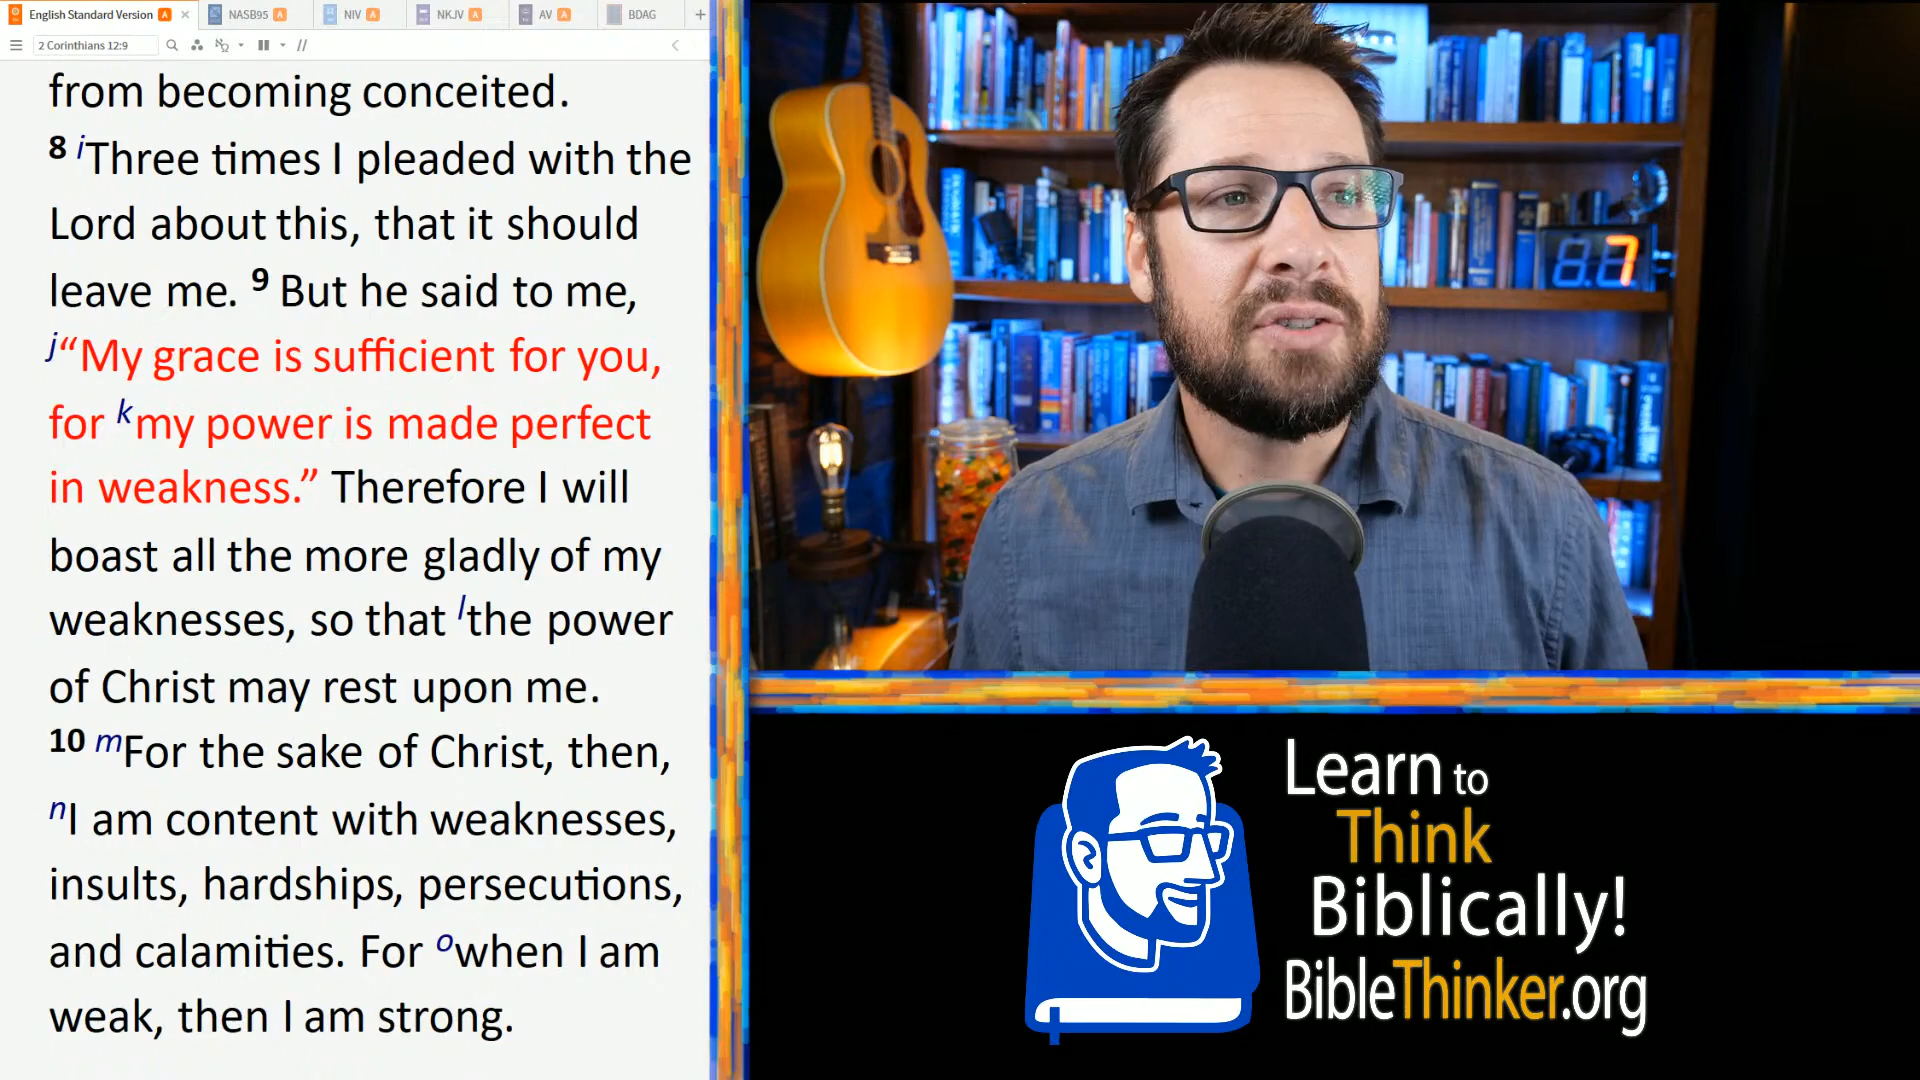 English Standard Version A
NASB95 A
NIV A
NKJV A
AV A
BDAG
2 Corinthians 12:9
from becoming conceited.
8 iThree times I pleaded with the
Lord about this, that it should
leave me. 9 But he said to me,
j“My grace is sufficient for you,
for kmy power is made perfect
in weakness.” Therefore I will
boast all the more gladly of my
weaknesses, so that lthe power
of Christ may rest upon me.
10 mFor the sake of Christ, then,
nI am content with weaknesses,
insults, hardships, persecutions,
and calamities. For owhen I am
weak, then I am strong.
7
Learn to
Think
Biblically!
BibleThinker.org